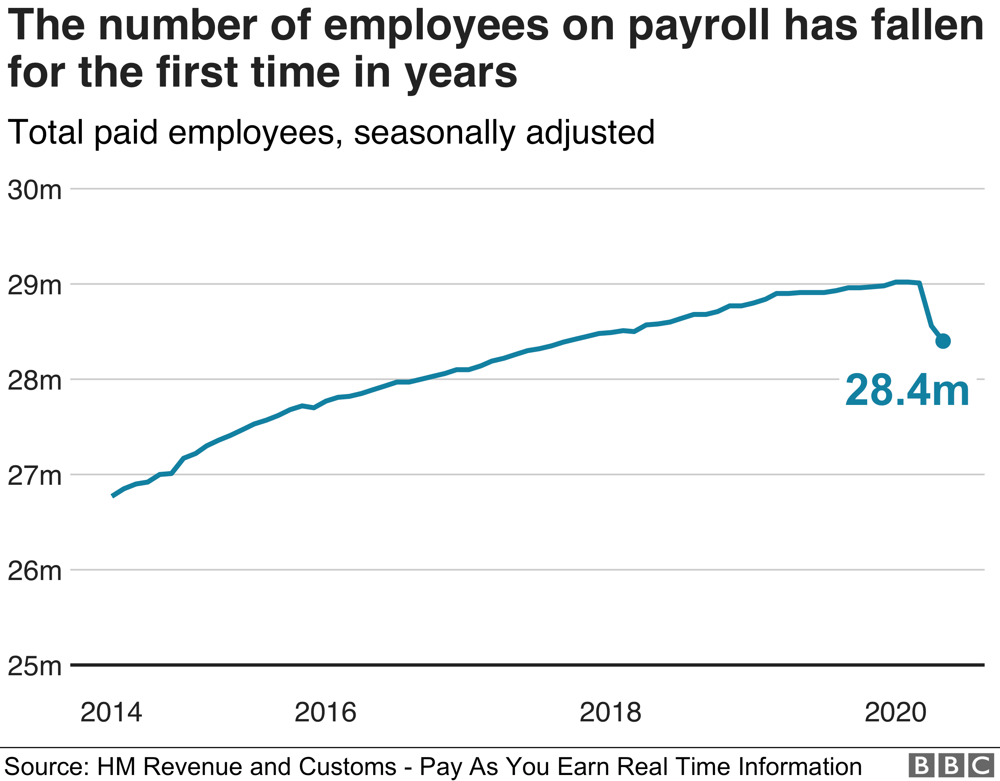 The number of employees on payroll has fallen
for the first time in years
Total paid employees, seasonally adjusted
30m
29m
28m
28.4m
27m
26m
25m
2014 2016 2018 2020
Source: HM Revenue and Customs - Pay As You Earn Real Time Information BBC